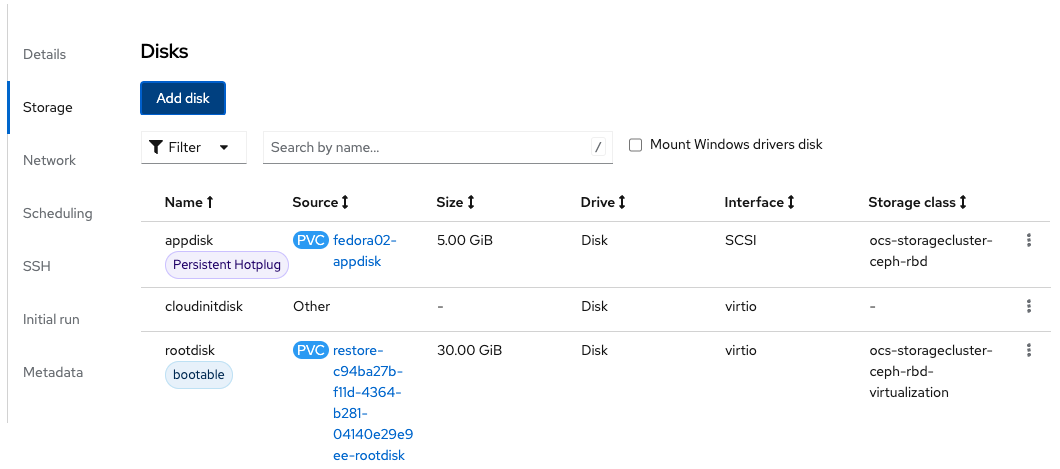 Details
Storage
Network
Scheduling
SSH
Initial run
Metadata
Disks
Add disk
Filter
Search by name...
/
Mount Windows drivers disk
Name Source Size Drive Interface Storage class
appdisk PVC fedora02- 5.00 GiB Disk SCSI ocs-storagecluster-
Persistent Hotplug appdisk ceph-rbd
cloudinitdisk Other - Disk virtio -
rootdisk PVC restore- 30.00 GiB Disk virtio ocs-storagecluster-
bootable c94ba27b- ceph-rbd-
f11d-4364- virtualization
b281-
04140e29e9
ee-rootdisk